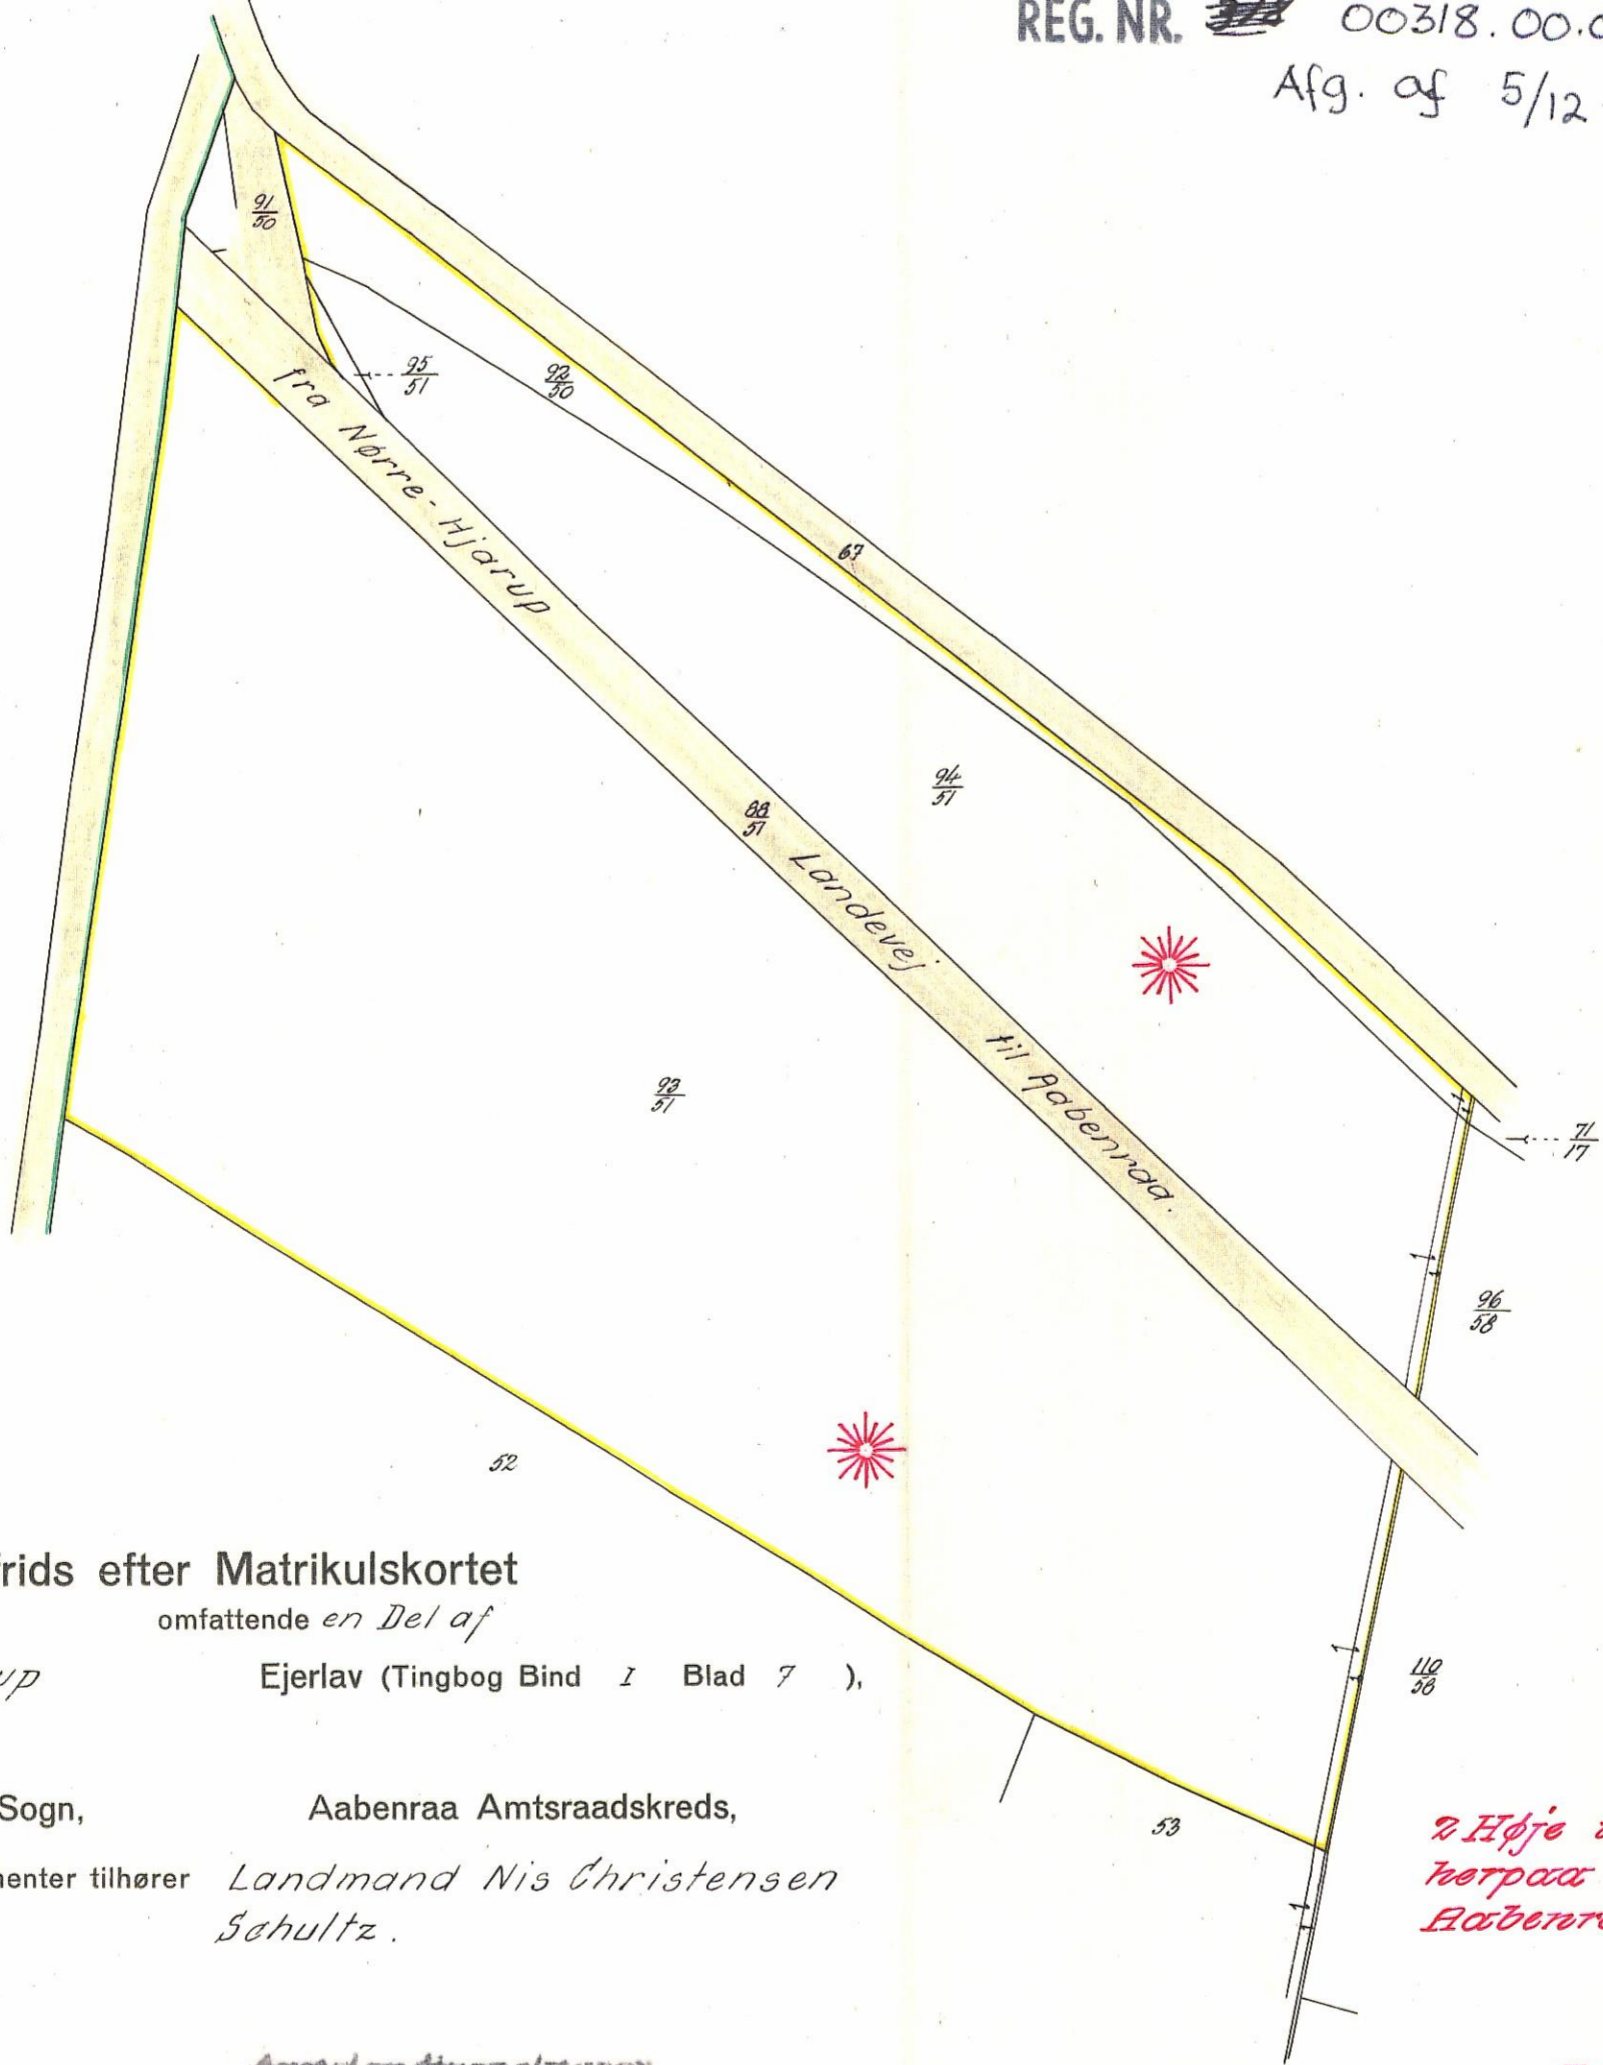 REG. NR. 00318.00.0
Afg. af 5/12
91/50
95/51
92/50
fra Nørre-Hjarup
67
94/51
88/51
Landevej
til Aabenraa.
93/51
71/17
96/58
52
rids efter Matrikulskortet
omfattende en Del af
up Ejerlav (Tingbog Bind I Blad 7 ),
110/58
Sogn, Aabenraa Amtsraadskreds,
53
2 Høje
herpaa
Aabenr
enter tilhører Landmand Nis Christensen
Schultz.